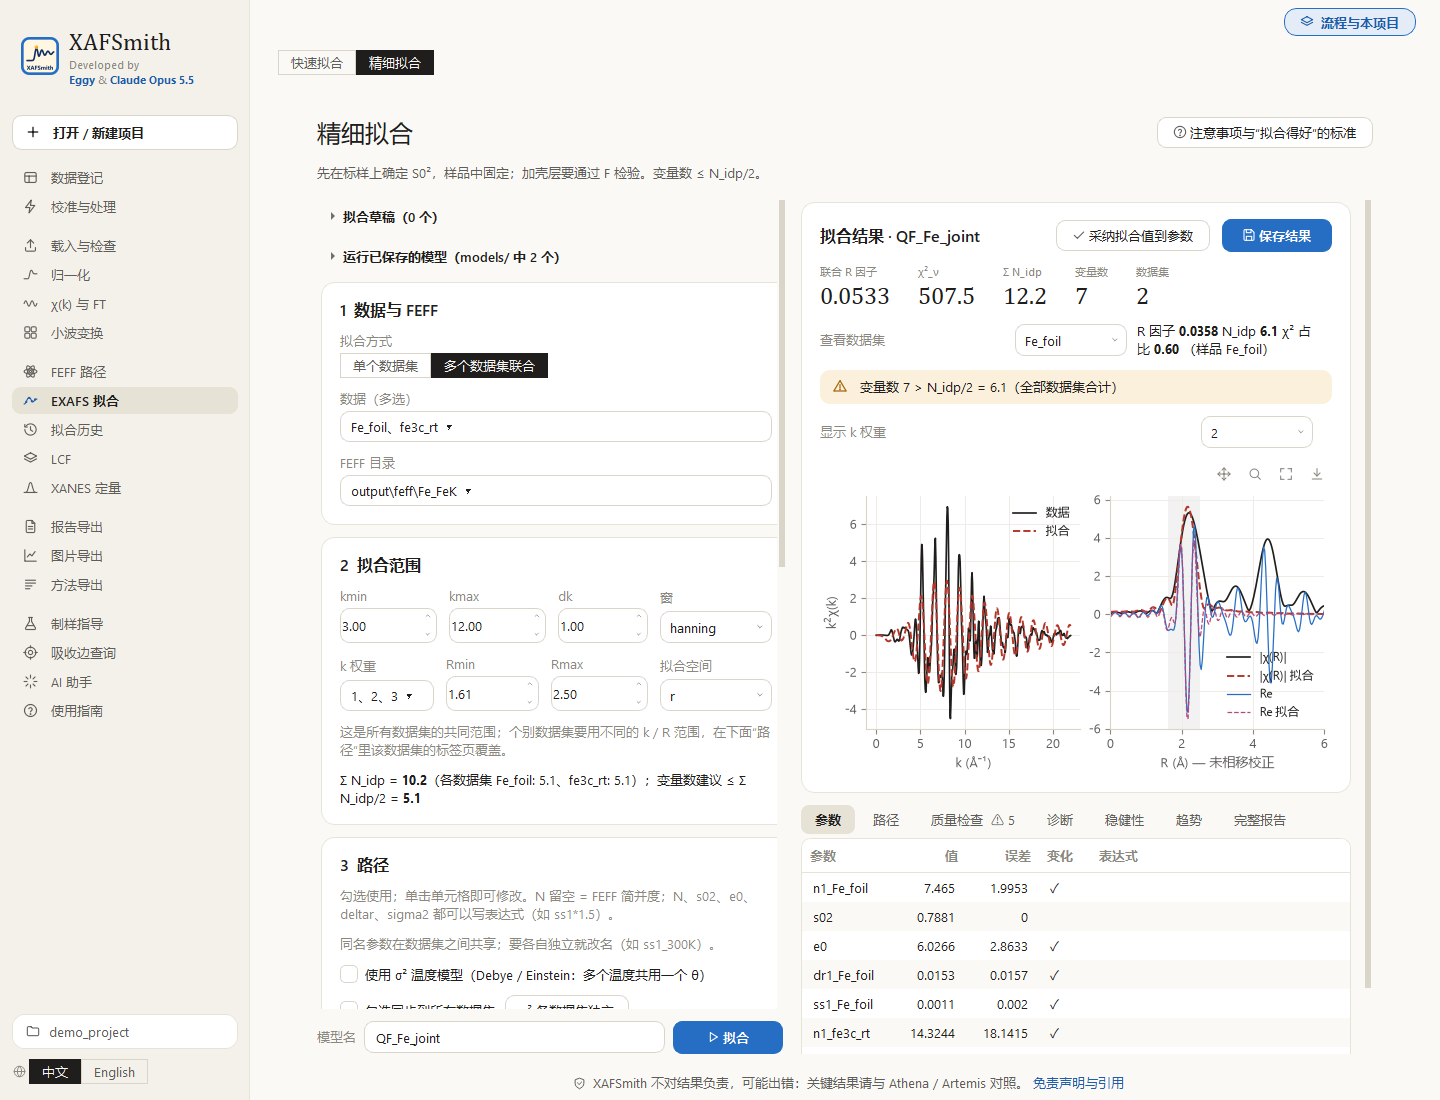 XAFSmith
Developed by
Eggy & Claude Opus 5.5
打开 / 新建项目
数据登记
校准与处理
载入与检查
归一化
χ(k) 与 FT
小波变换
FEFF 路径
EXAFS 拟合
拟合历史
LCF
XANES 定量
报告导出
图片导出
方法导出
制样指导
吸收边查询
AI 助手
使用指南
demo_project
中文 English
流程与本项目
快速拟合 精细拟合
精细拟合
注意事项与“拟合得好”的标准
先在标样上确定 S0²，样品中固定；加壳层要通过 F 检验。变量数 ≤ N_idp/2。
拟合草稿（0 个）
运行已保存的模型（models/ 中 2 个）
1 数据与 FEFF
拟合方式
单个数据集 多个数据集联合
数据（多选）
Fe_foil、fe3c_rt
FEFF 目录
output\feff\Fe_FeK
2 拟合范围
kmin kmax dk 窗
3.00 12.00 1.00 hanning
k 权重 Rmin Rmax 拟合空间
1、2、3 1.61 2.50 r
这是所有数据集的共同范围；个别数据集要用不同的 k / R 范围，在下面“路
径”里该数据集的标签页覆盖。
Σ N_idp = 10.2（各数据集 Fe_foil: 5.1、fe3c_rt: 5.1）；变量数建议 ≤ Σ
N_idp/2 = 5.1
3 路径
勾选使用；单击单元格即可修改。N 留空 = FEFF 简并度；N、s02、e0、
deltar、sigma2 都可以写表达式（如 ss1*1.5）。
同名参数在数据集之间共享；要各自独立就改名（如 ss1_300K）。
使用 σ² 温度模型（Debye / Einstein：多个温度共用一个 θ）
模型名 QF_Fe_joint 拟合
拟合结果 · QF_Fe_joint
采纳拟合值到参数 保存结果
联合 R 因子 χ²_ν Σ N_idp 变量数 数据集
0.0533 507.5 12.2 7 2
查看数据集 Fe_foil
R 因子 0.0358 N_idp 6.1 χ² 占
比 0.60 （样品 Fe_foil）
变量数 7 > N_idp/2 = 6.1（全部数据集合计）
显示 k 权重 2
数据
拟合
k²χ(k)
6
4
2
0
-2
-4
0 5 10 15 20
k (Å⁻¹)
6
4
2
0
-2
-4
-6
|χ(R)|
|χ(R)| 拟合
Re
Re 拟合
0 2 4 6
R (Å) — 未相移校正
参数 路径 质量检查 5 诊断 稳健性 趋势 完整报告
参数 值 误差 变化 表达式
n1_Fe_foil 7.465 1.9953 ✓
s02 0.7881 0
e0 6.0266 2.8633 ✓
dr1_Fe_foil 0.0153 0.0157 ✓
ss1_Fe_foil 0.0011 0.002 ✓
n1_fe3c_rt 14.3244 18.1415 ✓
XAFSmith 不对结果负责，可能出错：关键结果请与 Athena / Artemis 对照。 免责声明与引用